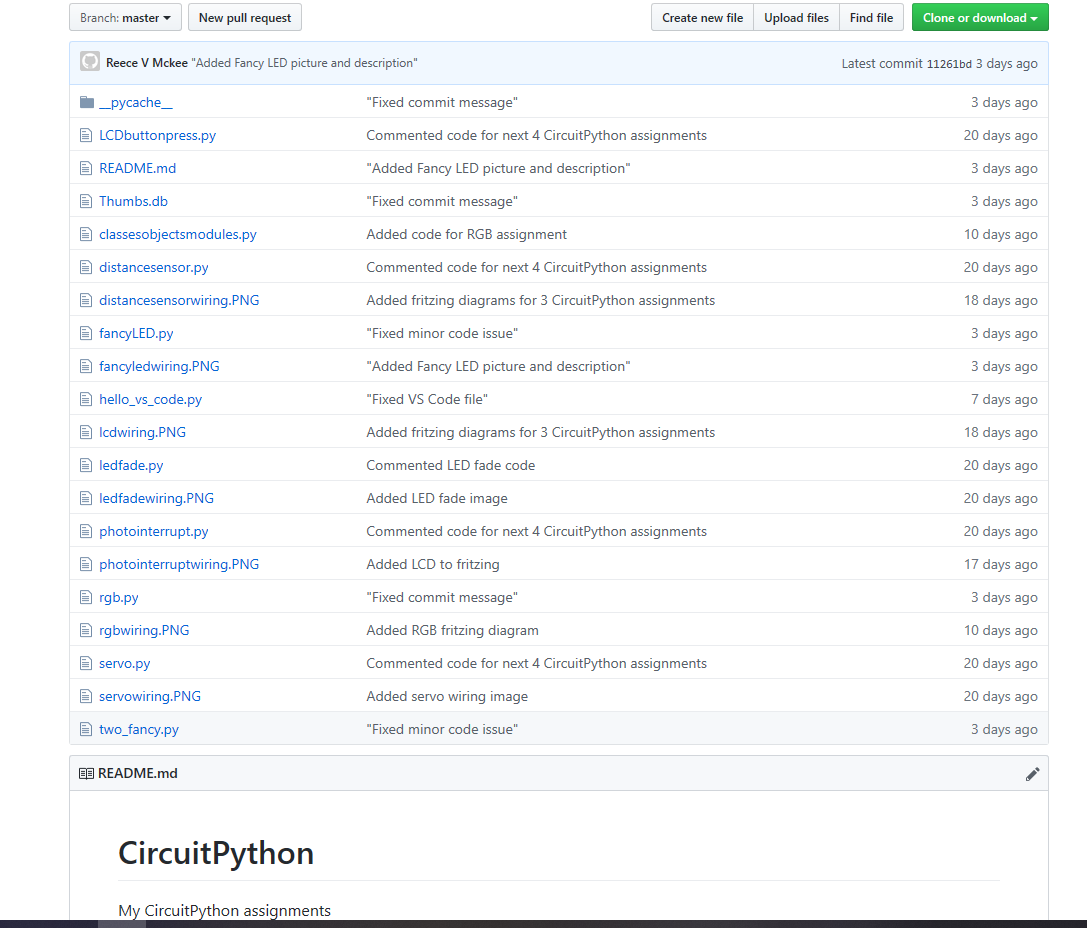 Branch: master New pull request Create new file Upload files Find file Clone or download
Reece V Mckee "Added Fancy LED picture and description" Latest commit 11261bd 3 days ago
__pycache__ "Fixed commit message" 3 days ago
LCDbuttonpress.py Commented code for next 4 CircuitPython assignments 20 days ago
README.md "Added Fancy LED picture and description" 3 days ago
Thumbs.db "Fixed commit message" 3 days ago
classesobjectsmodules.py Added code for RGB assignment 10 days ago
distancesensor.py Commented code for next 4 CircuitPython assignments 20 days ago
distancesensorwiring.PNG Added fritzing diagrams for 3 CircuitPython assignments 18 days ago
fancyLED.py "Fixed minor code issue" 3 days ago
fancyledwiring.PNG "Added Fancy LED picture and description" 3 days ago
hello_vs_code.py "Fixed VS Code file" 7 days ago
lcdwiring.PNG Added fritzing diagrams for 3 CircuitPython assignments 18 days ago
ledfade.py Commented LED fade code 20 days ago
ledfadewiring.PNG Added LED fade image 20 days ago
photointerrupt.py Commented code for next 4 CircuitPython assignments 20 days ago
photointerruptwiring.PNG Added LCD to fritzing 17 days ago
rgb.py "Fixed commit message" 3 days ago
rgbwiring.PNG Added RGB fritzing diagram 10 days ago
servo.py Commented code for next 4 CircuitPython assignments 20 days ago
servowiring.PNG Added servo wiring image 20 days ago
two_fancy.py "Fixed minor code issue" 3 days ago
README.md
CircuitPython
My CircuitPython assignments